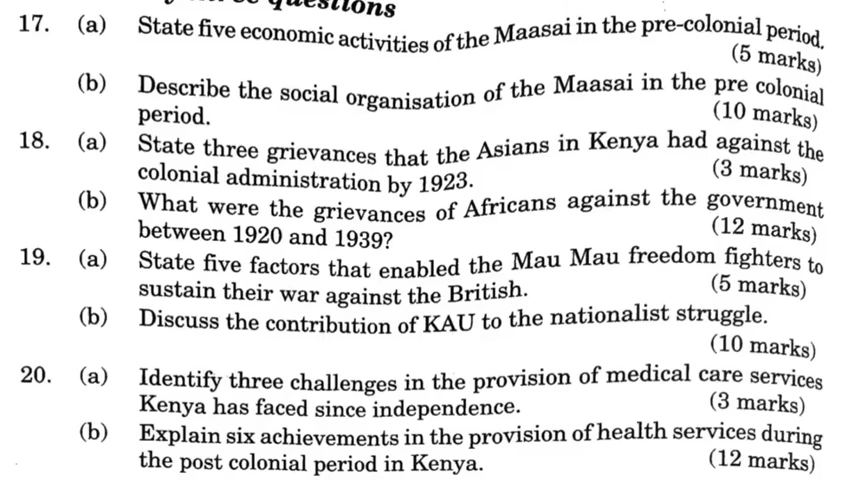 questions
17. (a) State five economic activities of the Maasai in the pre-colonial period.
(5 marks)
(b) Describe the social organisation of the Maasai in the pre colonial
period. (10 marks)
18. (a) State three grievances that the Asians in Kenya had against the
colonial administration by 1923. (3 marks)
(b) What were the grievances of Africans against the government
between 1920 and 1939? (12 marks)
19. (a) State five factors that enabled the Mau Mau freedom fighters to
sustain their war against the British. (5 marks)
(b) Discuss the contribution of KAU to the nationalist struggle.
(10 marks)
20. (a) Identify three challenges in the provision of medical care services
Kenya has faced since independence. (3 marks)
(b) Explain six achievements in the provision of health services during
the post colonial period in Kenya. (12 marks)